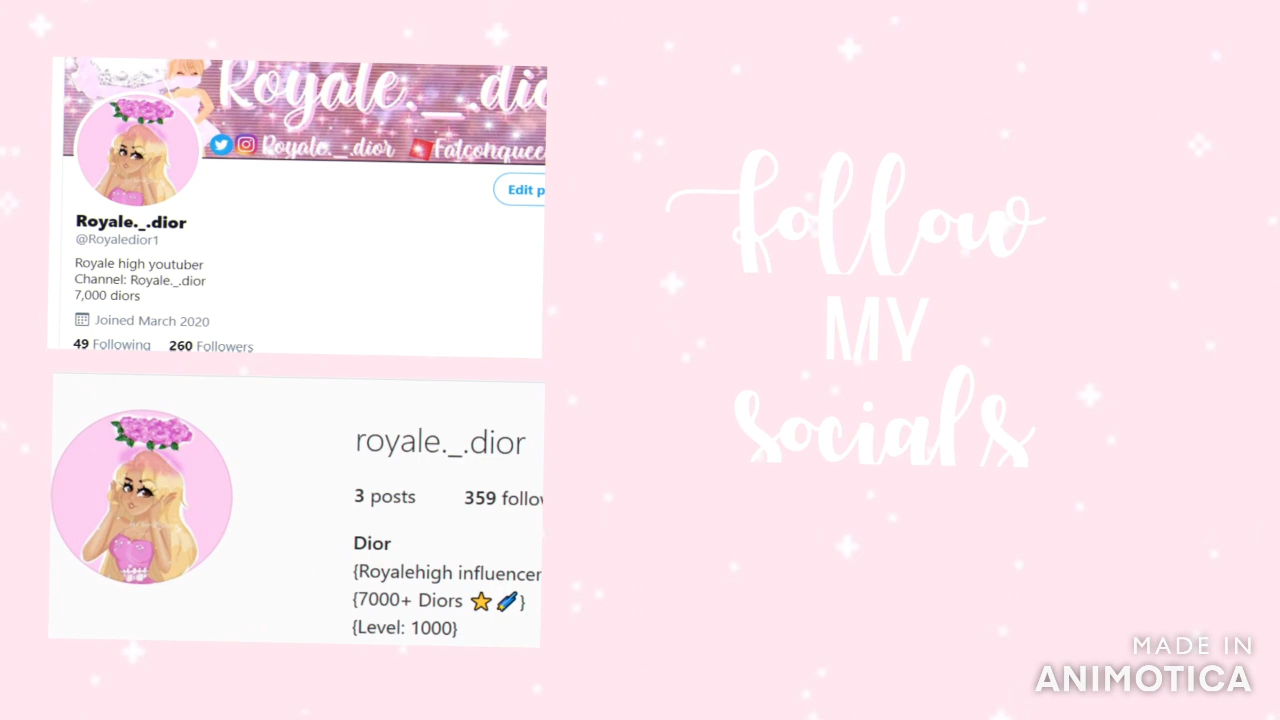 Royale._.dio
Royale._.dior
Edit p
Royale._.dior
@Royaledior1
Royale high youtuber
Channel: Royale._.dior
7,000 diors
Joined March 2020
49 Following 260 Followers
royale._.dior
3 posts 359 follow
Dior
{Royalehigh influencer
{7000+ Diors ⭐ }
{Level: 1000}
follow
MY
socials
MADE IN
ANIMOTICA